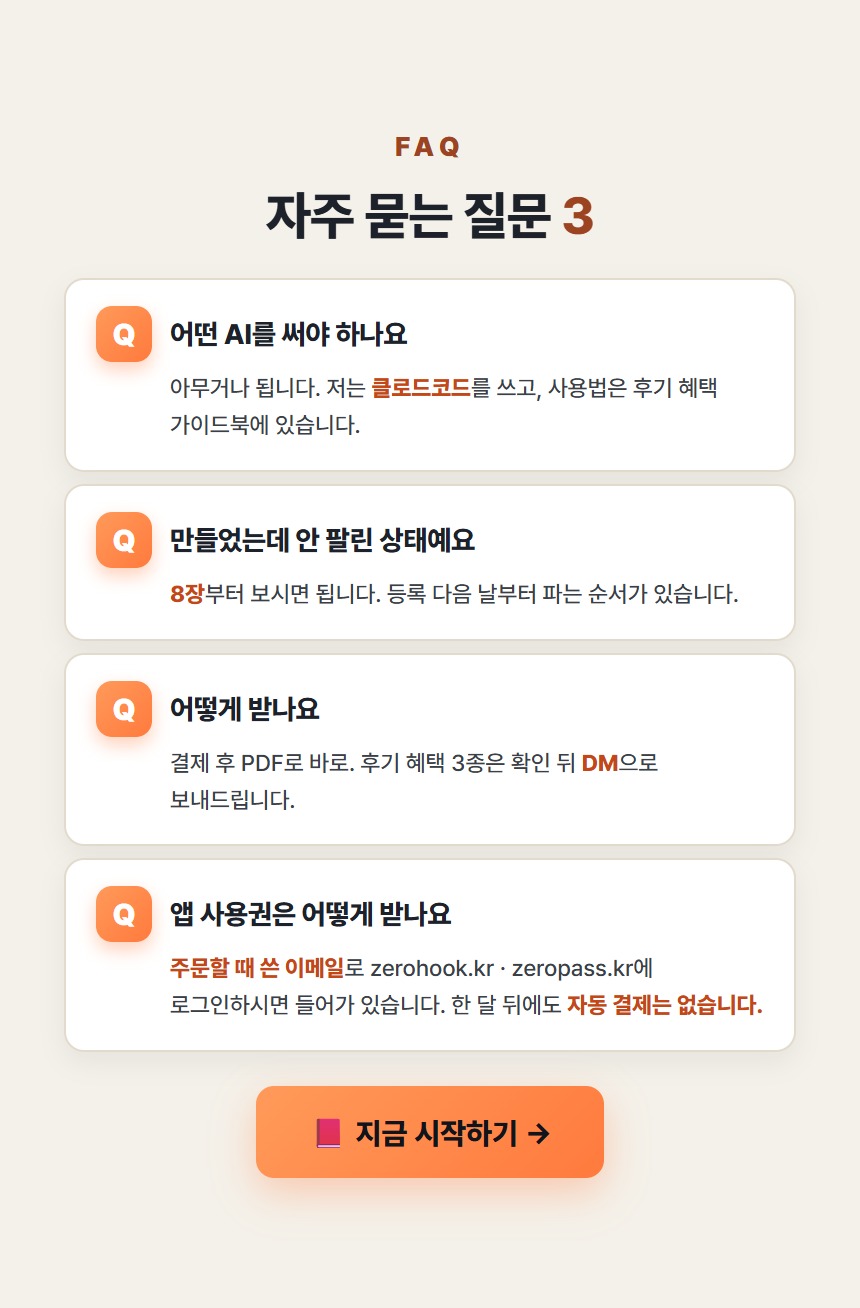 FAQ
자주 묻는 질문 3
Q 어떤 AI를 써야 하나요
아무거나 됩니다. 저는 클로드코드를 쓰고, 사용법은 후기 혜택
가이드북에 있습니다.
Q 만들었는데 안 팔린 상태예요
8장부터 보시면 됩니다. 등록 다음 날부터 파는 순서가 있습니다.
Q 어떻게 받나요
결제 후 PDF로 바로. 후기 혜택 3종은 확인 뒤 DM으로
보내드립니다.
Q 앱 사용권은 어떻게 받나요
주문할 때 쓴 이메일로 zerohook.kr · zeropass.kr에
로그인하시면 들어가 있습니다. 한 달 뒤에도 자동 결제는 없습니다.
📕 지금 시작하기 →